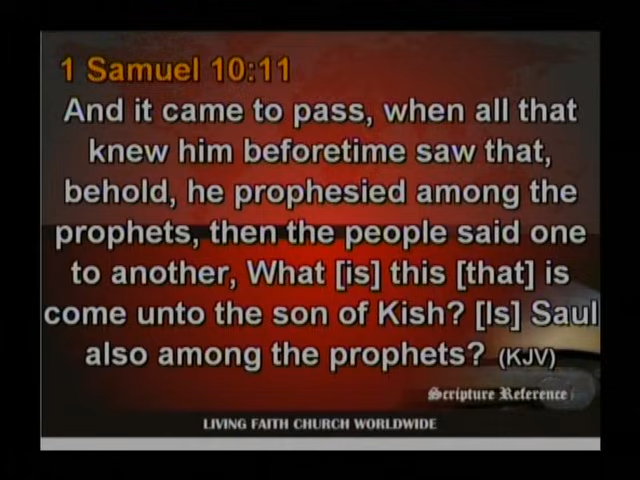 1 Samuel 10:11
And it came to pass, when all that
knew him beforetime saw that,
behold, he prophesied among the
prophets, then the people said one
to another, What [is] this [that] is
come unto the son of Kish? [Is] Saul
also among the prophets? (KJV)
Scripture Reference
LIVING FAITH CHURCH WORLDWIDE